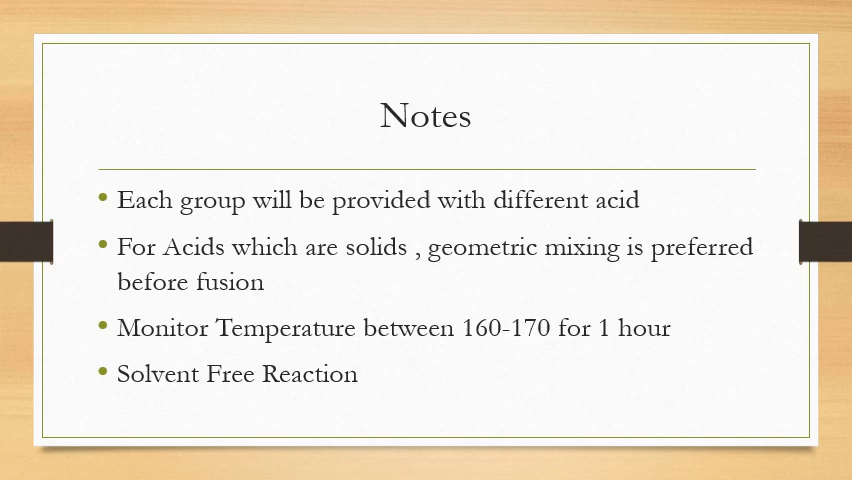 Notes
• Each group will be provided with different acid
• For Acids which are solids , geometric mixing is preferred
before fusion
• Monitor Temperature between 160-170 for 1 hour
• Solvent Free Reaction